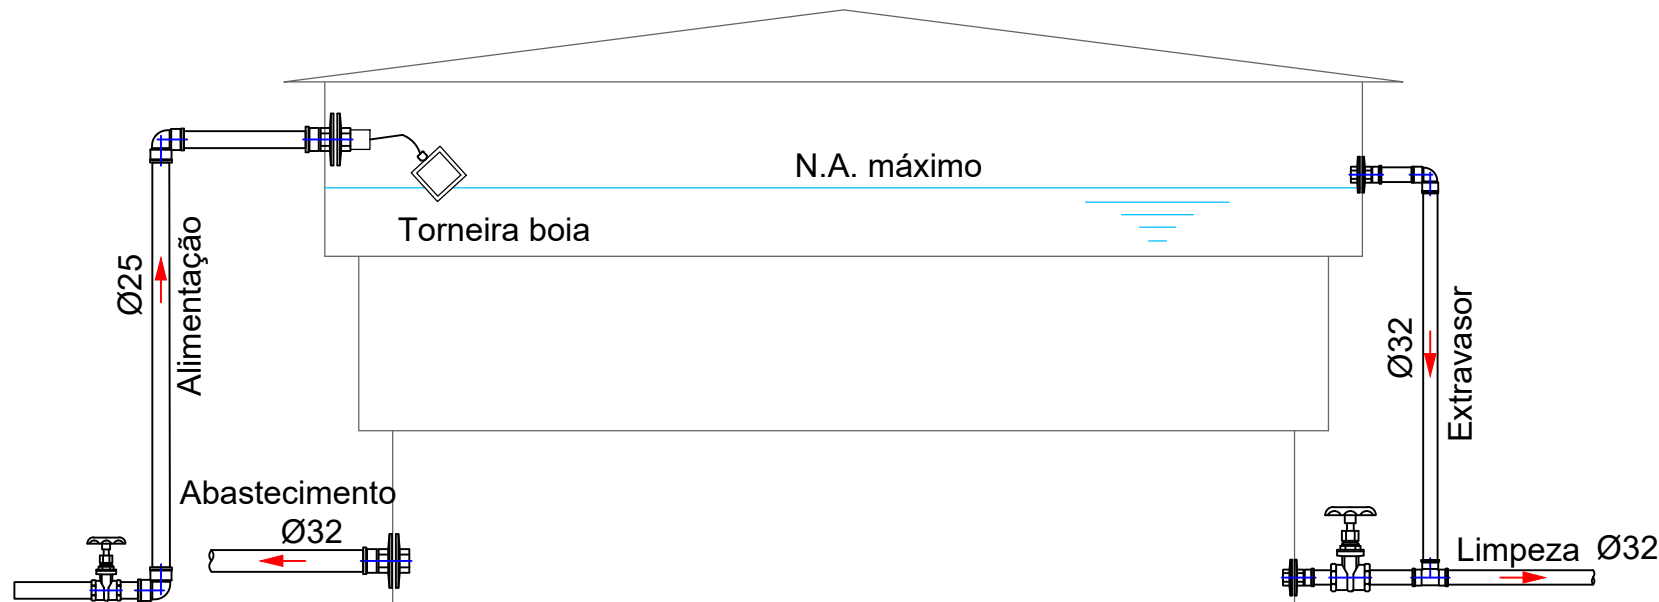 N.A. máximo
Torneira boia
Ø25
Alimentação
Ø32
Extravasor
Abastecimento
Ø32
Limpeza Ø32